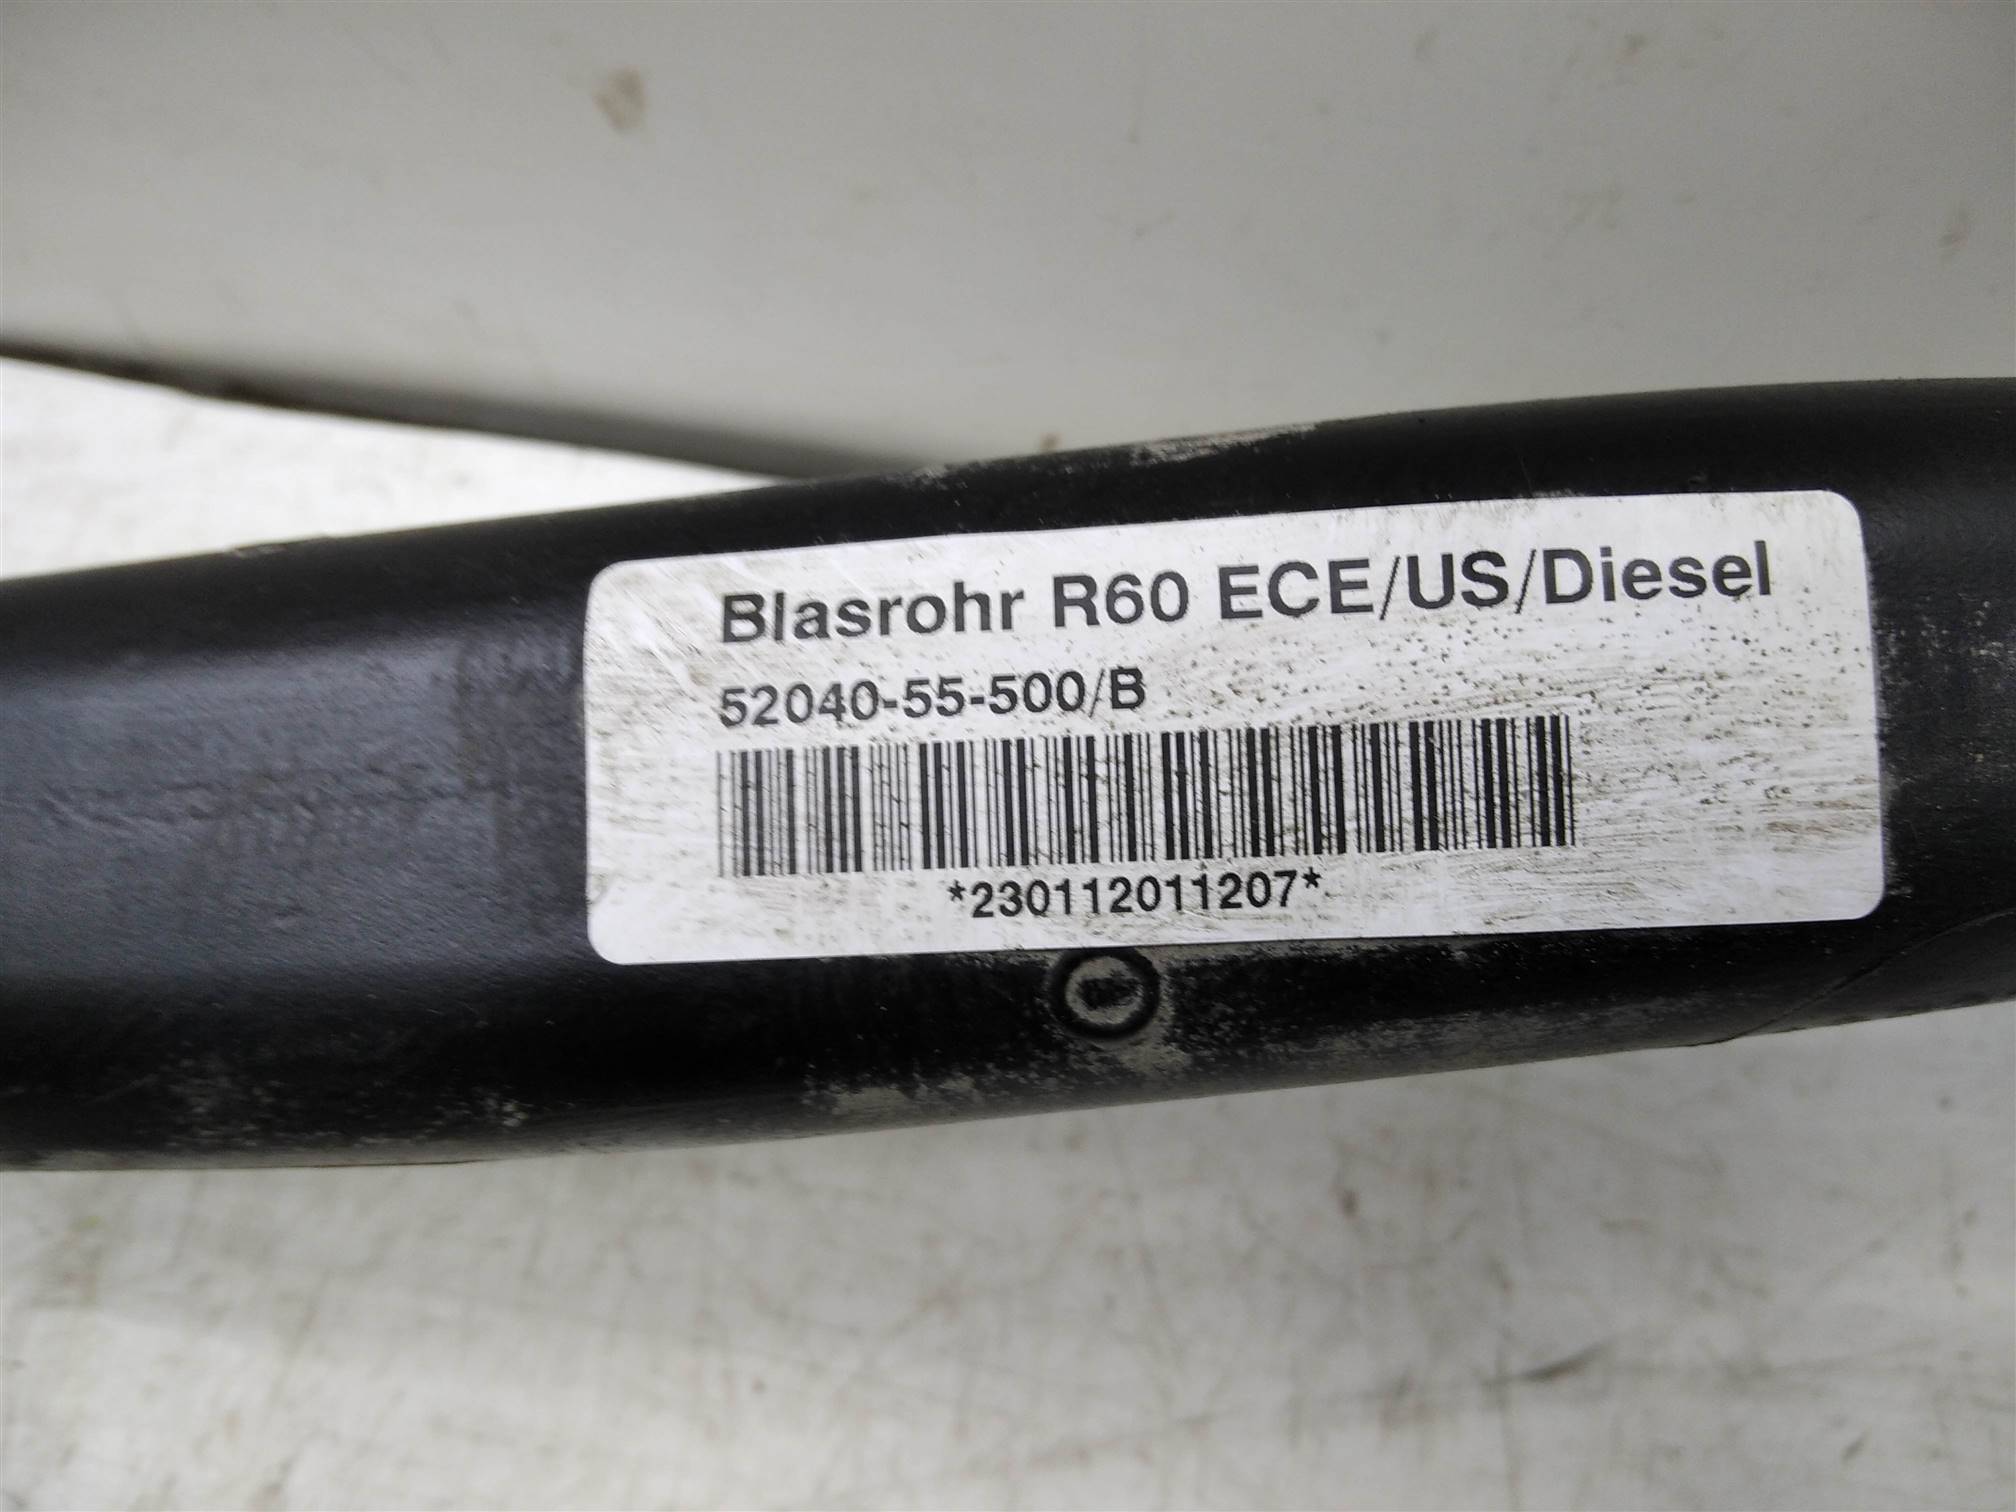 Blasrohr R60 ECE/US/Diesel
52040-55-500/B
*230112011207*